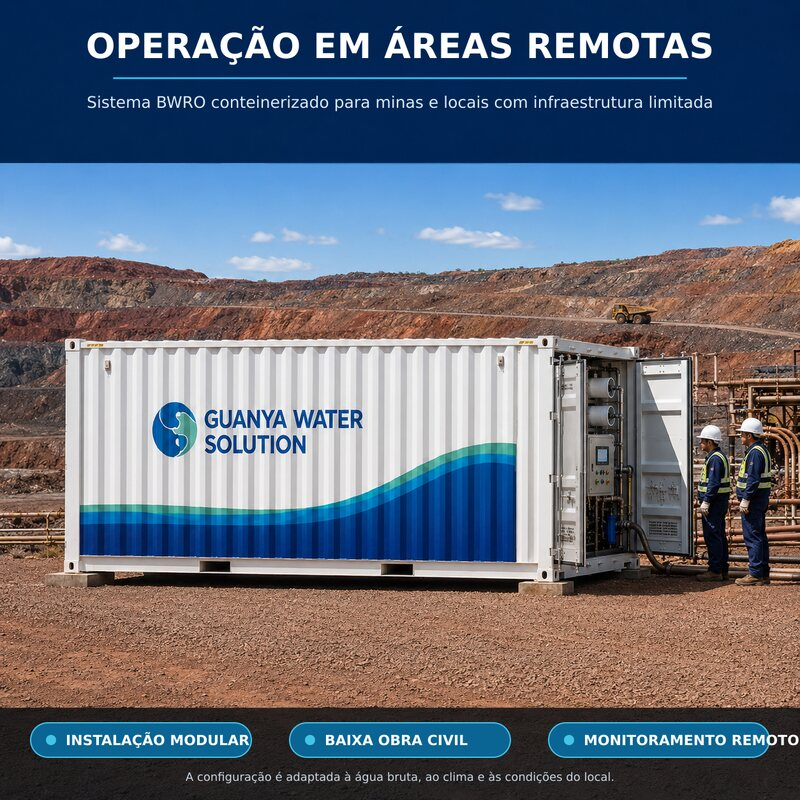 OPERAÇÃO EM ÁREAS REMOTAS
Sistema BWRO conteinerizado para minas e locais com infraestrutura limitada
GUANYA WATER
SOLUTION
INSTALAÇÃO MODULAR
BAIXA OBRA CIVIL
MONITORAMENTO REMOTO
A configuração é adaptada à água bruta, ao clima e às condições do local.